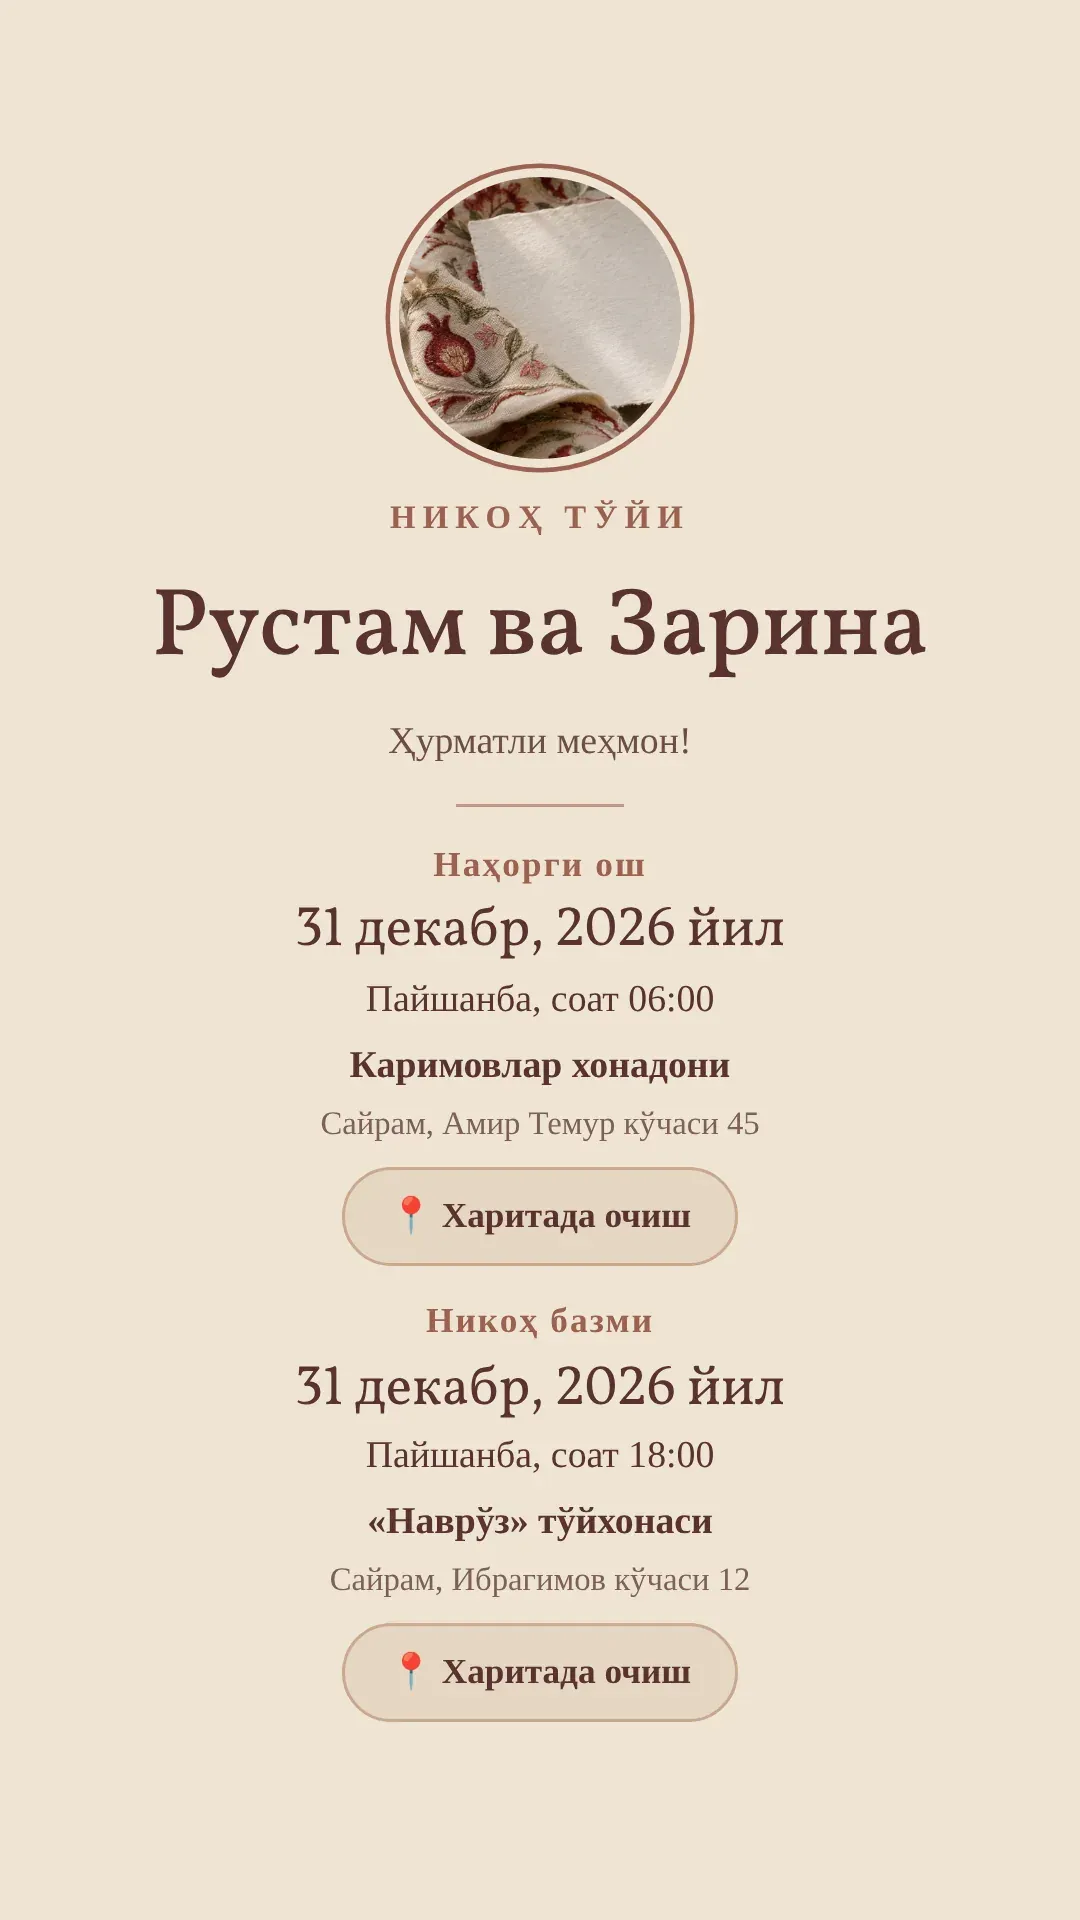 НИКОҲ ТЎЙИ
Рустам ва Зарина
Ҳурматли меҳмон!
Наҳорги ош
31 декабр, 2026 йил
Пайшанба, соат 06:00
Каримовлар хонадони
Сайрам, Амир Темур кўчаси 45
📍 Харитада очиш
Никоҳ базми
31 декабр, 2026 йил
Пайшанба, соат 18:00
«Наврўз» тўйхонаси
Сайрам, Ибрагимов кўчаси 12
📍 Харитада очиш